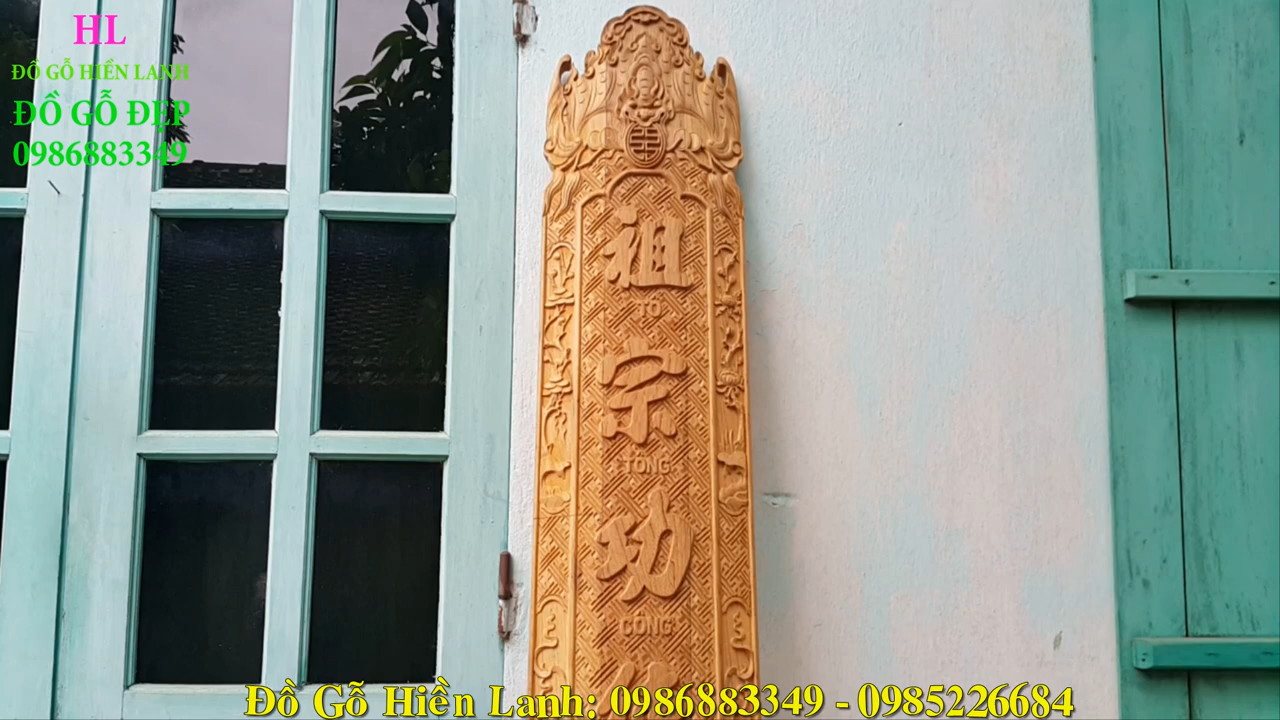 HL
ĐỒ GỖ HIỀN LANH
ĐỒ GỖ ĐẸP
0986883349
祖
TỔ
宗
TÔNG
功
CÔNG
Đồ Gỗ Hiền Lanh: 0986883349 - 0985226684